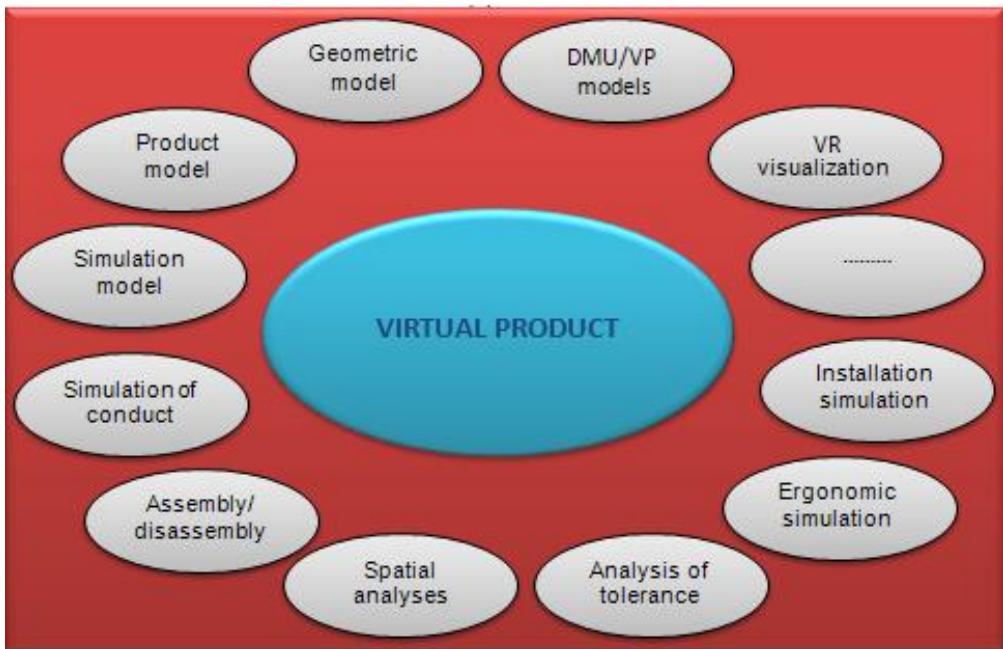 Geometric
model
DMU/VP
models
Product
model
VR
visualization
Simulation
model
---------
VIRTUAL PRODUCT
Simulation of
conduct
Installation
simulation
Assembly/
disassembly
Ergonomic
simulation
Spatial
analyses
Analysis of
tolerance